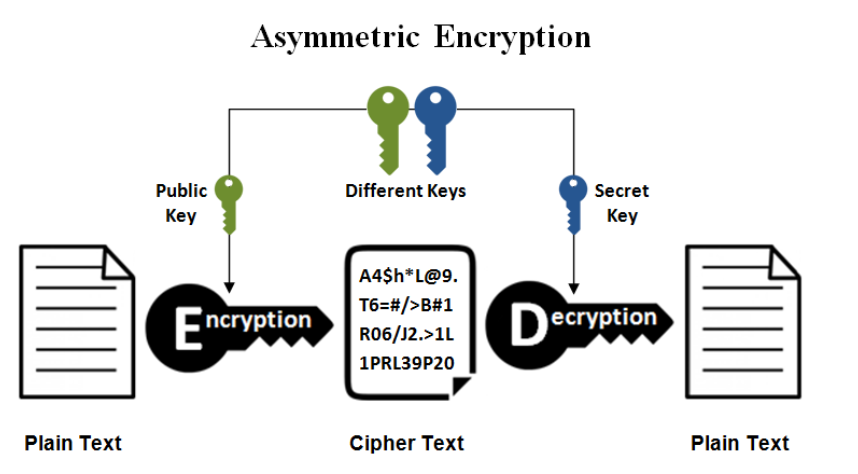 Asymmetric Encryption
Public
Key
Different Keys
Secret
Key
Encryption
A4$h*L@9.
T6=#/>B#1
R06/J2.>1L
1PRL39P20
Decryption
Plain Text
Cipher Text
Plain Text